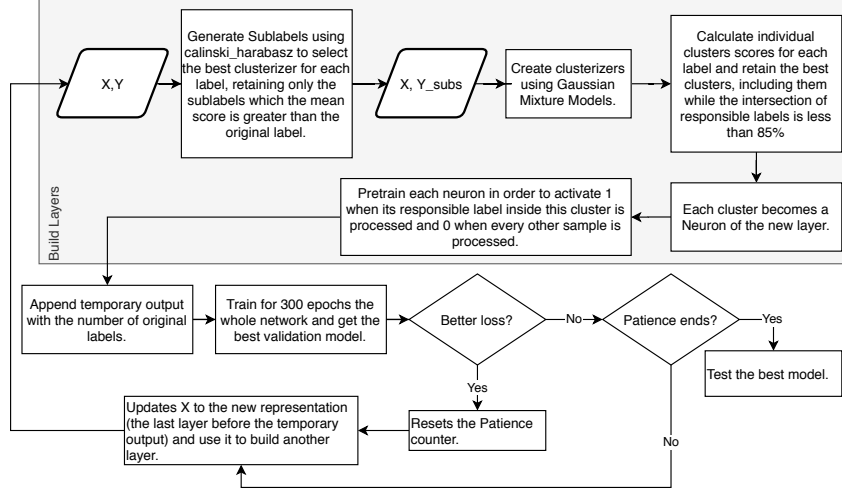 X,Y
Generate Sublabels using
calinski_harabasz to select
the best clusterizer for each
label, retaining only the
sublabels which the mean
score is greater than the
original label.
X, Y_subs
Create clusterizers
using Gaussian
Mixture Models.
Calculate individual
clusters scores for each
label and retain the best
clusters, including them
while the intersection of
responsible labels is less
than 85%
Each cluster becomes a
Neuron of the new layer.
Pretrain each neuron in order to activate 1
when its responsible label inside this cluster is
processed and 0 when every other sample is
processed.
Build Layers
Append temporary output
with the number of original
labels.
Train for 300 epochs the
whole network and get the
best validation model.
Better loss?
No
Patience ends?
Yes
Test the best model.
Yes
Resets the Patience
counter.
No
Updates X to the new representation
(the last layer before the temporary
output) and use it to build another
layer.